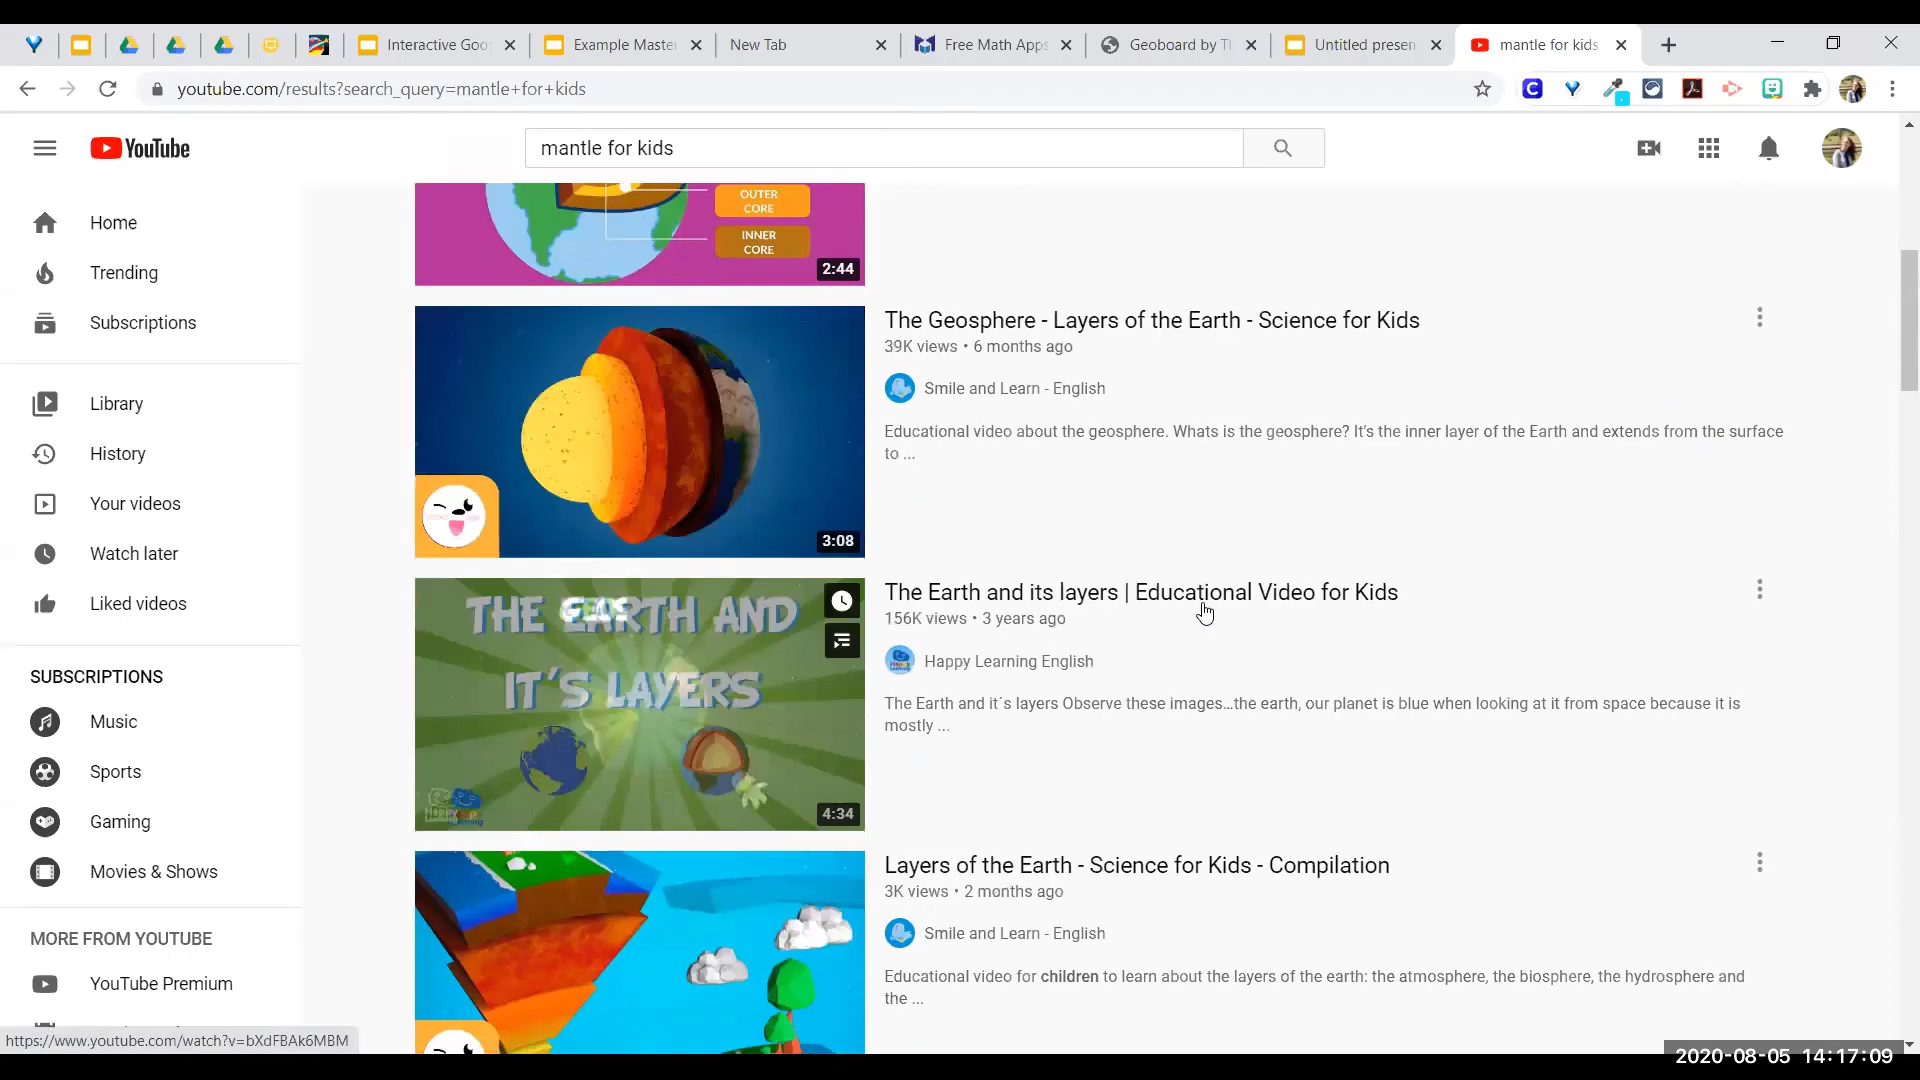 Interactive Goo
Example Master
New Tab
Free Math Apps
Geoboard by Th
Untitled presen
mantle for kids
youtube.com/results?search_query=mantle+for+kids
YouTube
mantle for kids
OUTER
CORE
INNER
CORE
2:44
Home
Trending
Subscriptions
Library
History
Your videos
Watch later
Liked videos
SUBSCRIPTIONS
Music
Sports
Gaming
Movies & Shows
MORE FROM YOUTUBE
YouTube Premium
The Geosphere - Layers of the Earth - Science for Kids
39K views • 6 months ago
Smile and Learn - English
Educational video about the geosphere. Whats is the geosphere? It's the inner layer of the Earth and extends from the surface
to ...
3:08
THE EARTH AND
IT'S LAYERS
4:34
The Earth and its layers | Educational Video for Kids
156K views • 3 years ago
Happy Learning English
The Earth and it´s layers Observe these images...the earth, our planet is blue when looking at it from space because it is
mostly ...
Layers of the Earth - Science for Kids - Compilation
3K views • 2 months ago
Smile and Learn - English
Educational video for children to learn about the layers of the earth: the atmosphere, the biosphere, the hydrosphere and
the ...
https://www.youtube.com/watch?v=bXdFBAk6MBM
2020-08-05 14:17:09